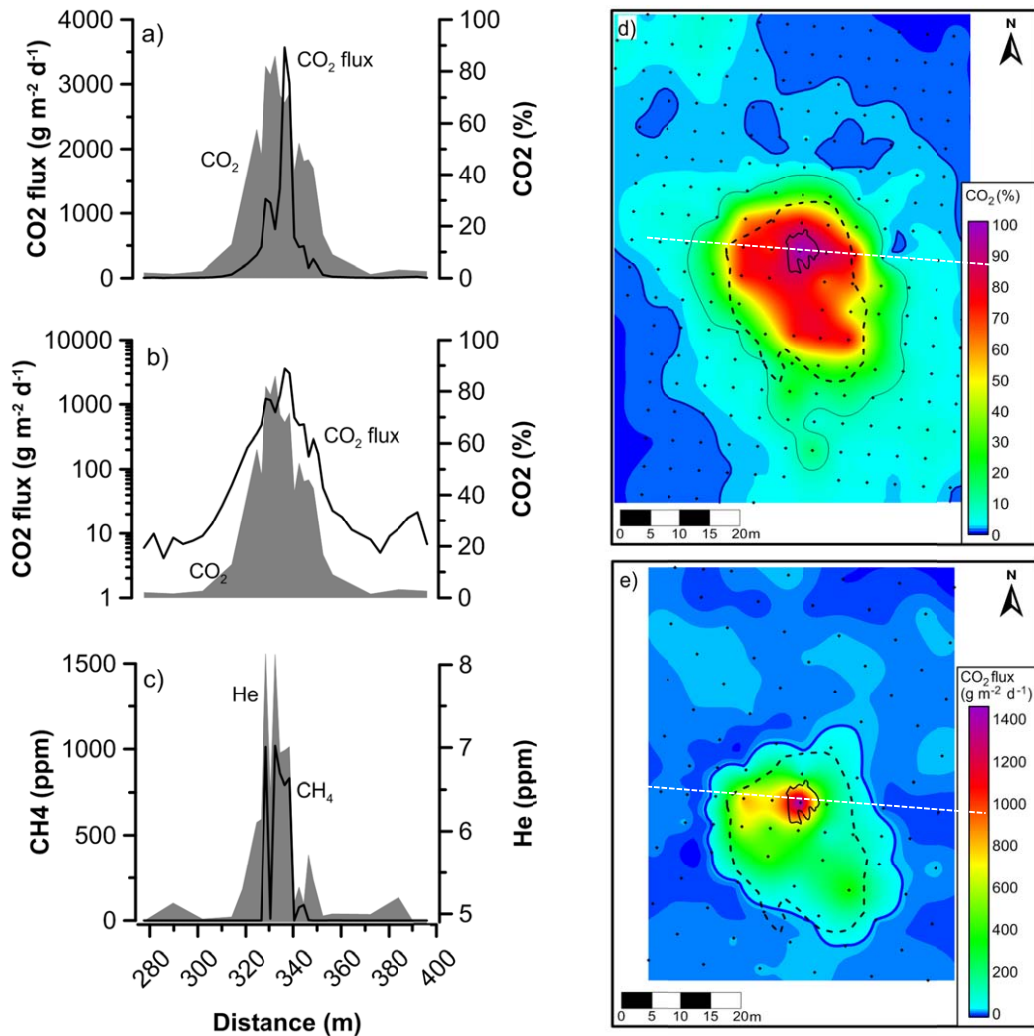 a)
CO2 flux (g m⁻² d⁻¹)
4000
3000
2000
1000
0
CO₂ flux
CO₂
100
80
60
40
20
0
CO2 (%)
b)
CO2 flux (g m⁻² d⁻¹)
10000
1000
100
10
1
CO₂ flux
CO₂
100
80
60
40
20
0
CO2 (%)
c)
CH4 (ppm)
1500
1000
500
0
He
CH₄
8
7
6
5
He (ppm)
280
300
320
340
360
380
400
Distance (m)
d)
N
CO₂ (%)
100
90
80
70
60
50
40
30
20
10
0
0 5 10 15 20m
e)
N
CO₂ flux
(g m⁻² d⁻¹)
1400
1200
1000
800
600
400
200
0
0 5 10 15 20m